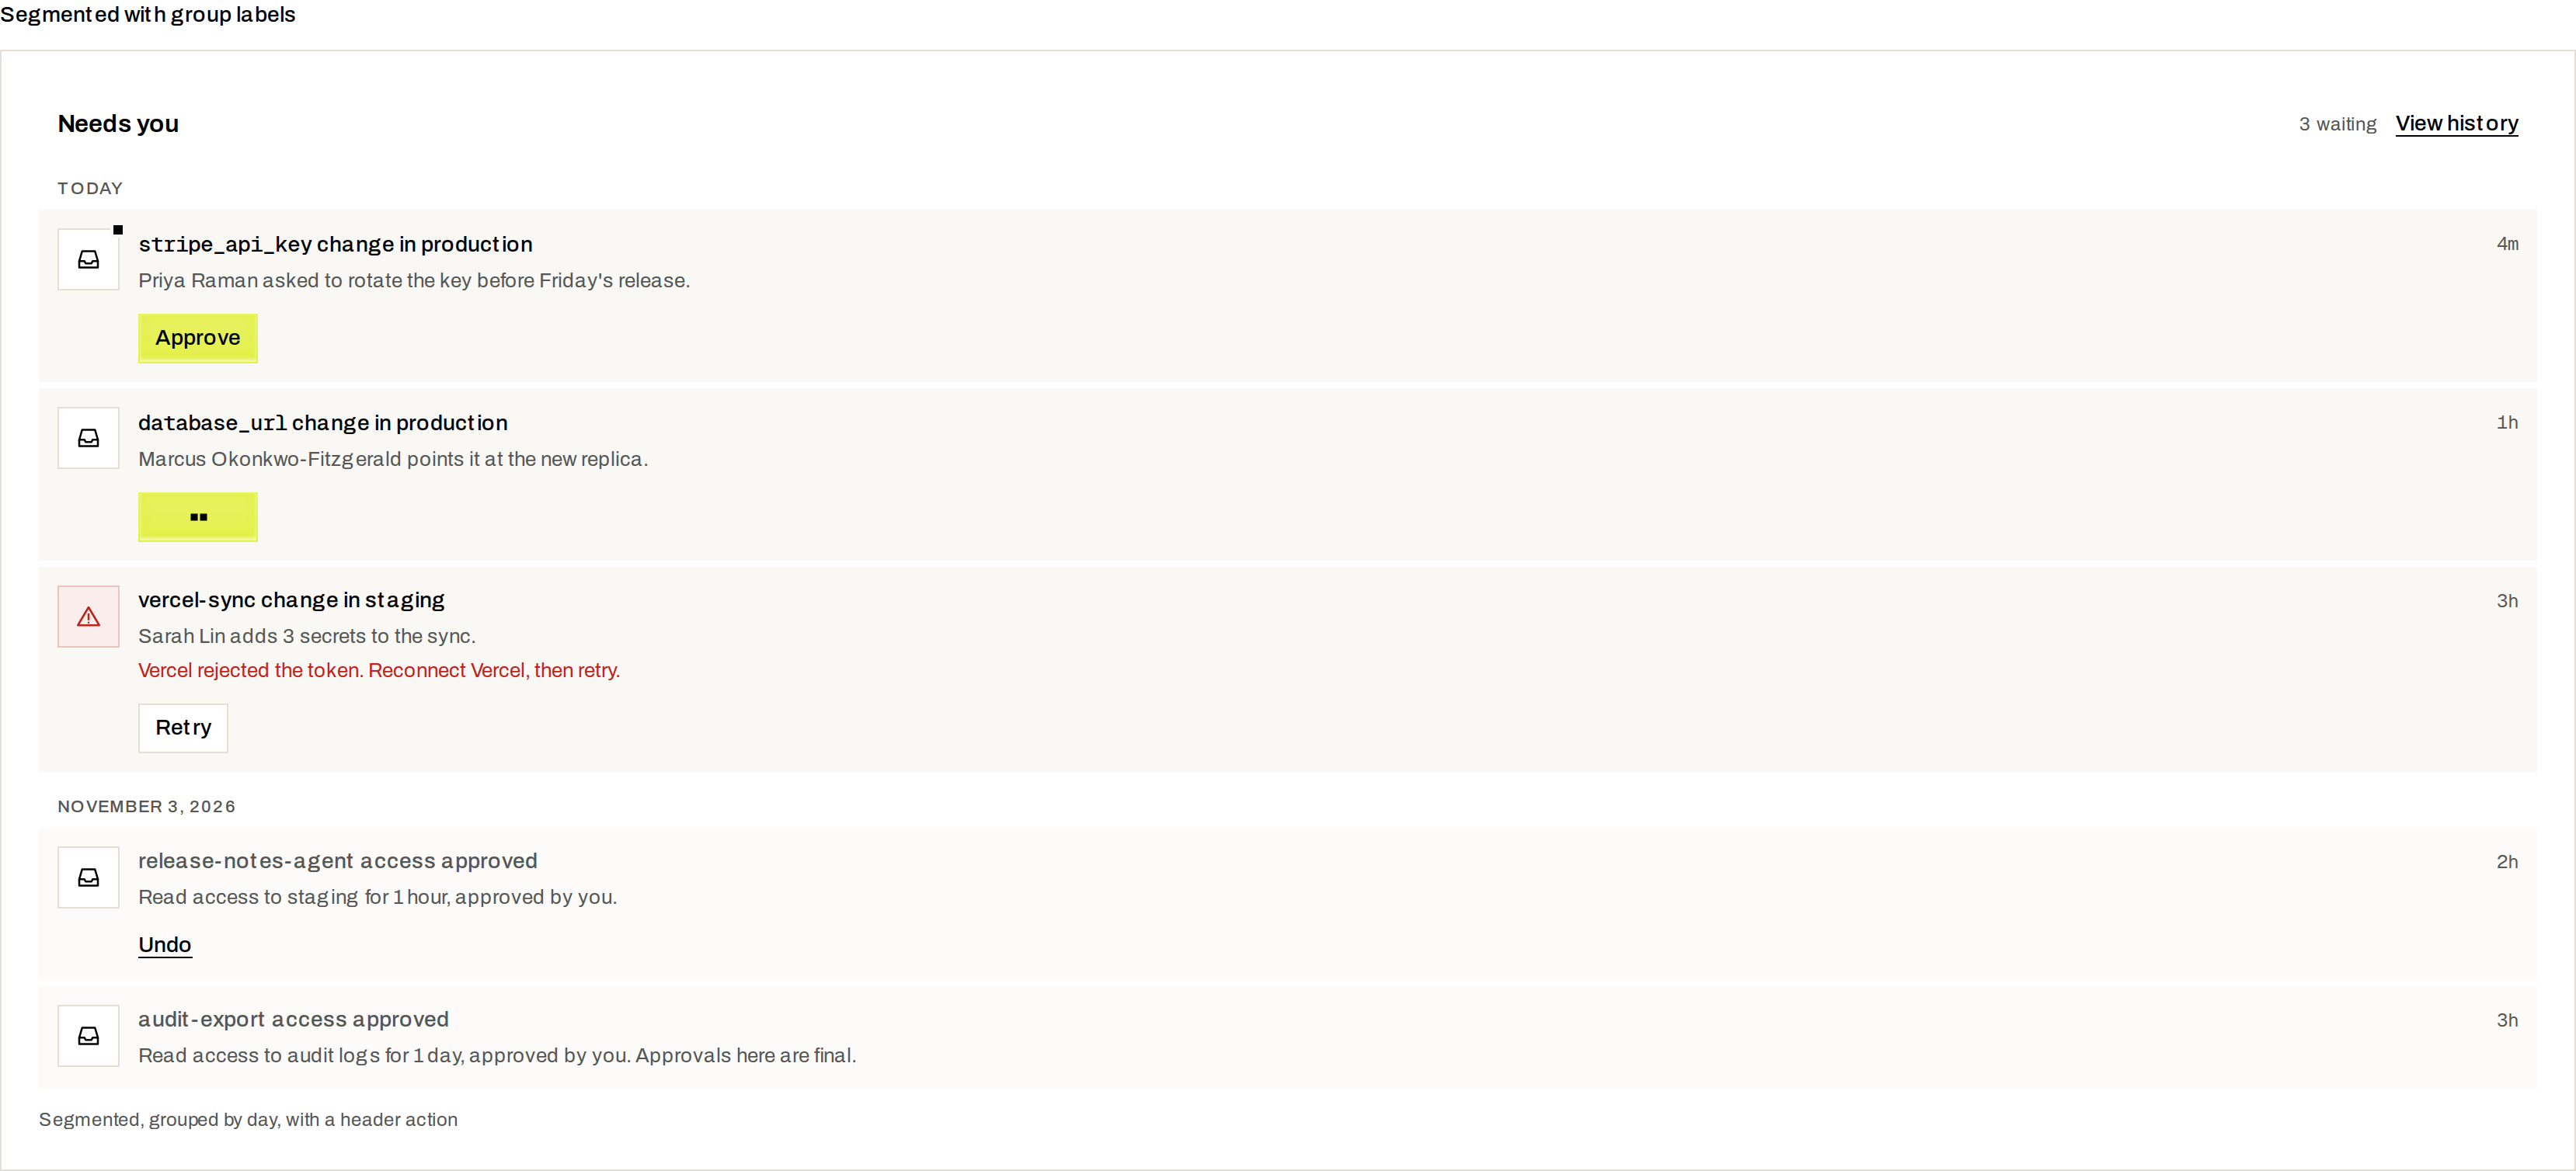 Segmented with group labels
Needs you
3 waiting View history
TODAY
stripe_api_key change in production 4m
Priya Raman asked to rotate the key before Friday's release.
Approve
database_url change in production 1h
Marcus Okonkwo-Fitzgerald points it at the new replica.
vercel-sync change in staging 3h
Sarah Lin adds 3 secrets to the sync.
Vercel rejected the token. Reconnect Vercel, then retry.
Retry
NOVEMBER 3, 2026
release-notes-agent access approved 2h
Read access to staging for 1 hour, approved by you.
Undo
audit-export access approved 3h
Read access to audit logs for 1 day, approved by you. Approvals here are final.
Segmented, grouped by day, with a header action